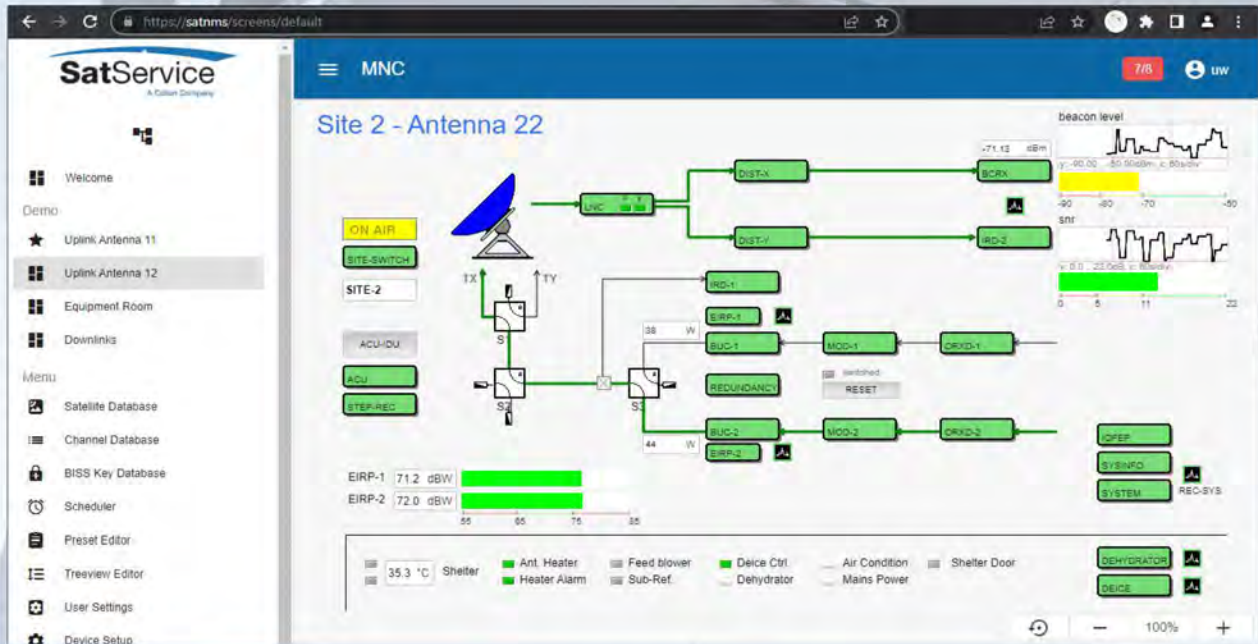 https://satnms/screens/default
SatService
A Calian Company
MNC
7/8
uw
Welcome
Demo
Uplink Antenna 11
Uplink Antenna 12
Equipment Room
Downlinks
Menu
Satellite Database
Channel Database
BISS Key Database
Scheduler
Preset Editor
Treeview Editor
User Settings
Device Setup
Site 2 - Antenna 22
beacon level
-71.13 dBm
-90 -80 -70 -50
snr
0 5 11 22
LNC
DIST-X
BCRX
DIST-Y
IRD-2
ON AIR
SITE-SWITCH
SITE-2
TX
TY
S1
IRD-1
EIRP-1
38 W
BUC-1
MOD-1
ORXD-1
ACU-IDU
ACU
STEP-REC
S2
S3
REDUNDANCY
switched
RESET
BUC-2
MOD-2
ORXD-2
44 W
EIRP-2
IOPEP
SYSINFO
SYSTEM
REC-SYS
EIRP-1 71.2 dBW
EIRP-2 72.0 dBW
55 65 75 85
35.3 °C Shelter
Ant. Heater
Feed blower
Deice Ctrl.
Air Condition
Shelter Door
Heater Alarm
Sub-Ref.
Dehydrator
Mains Power
DEHYDRATOR
DEICE
100%